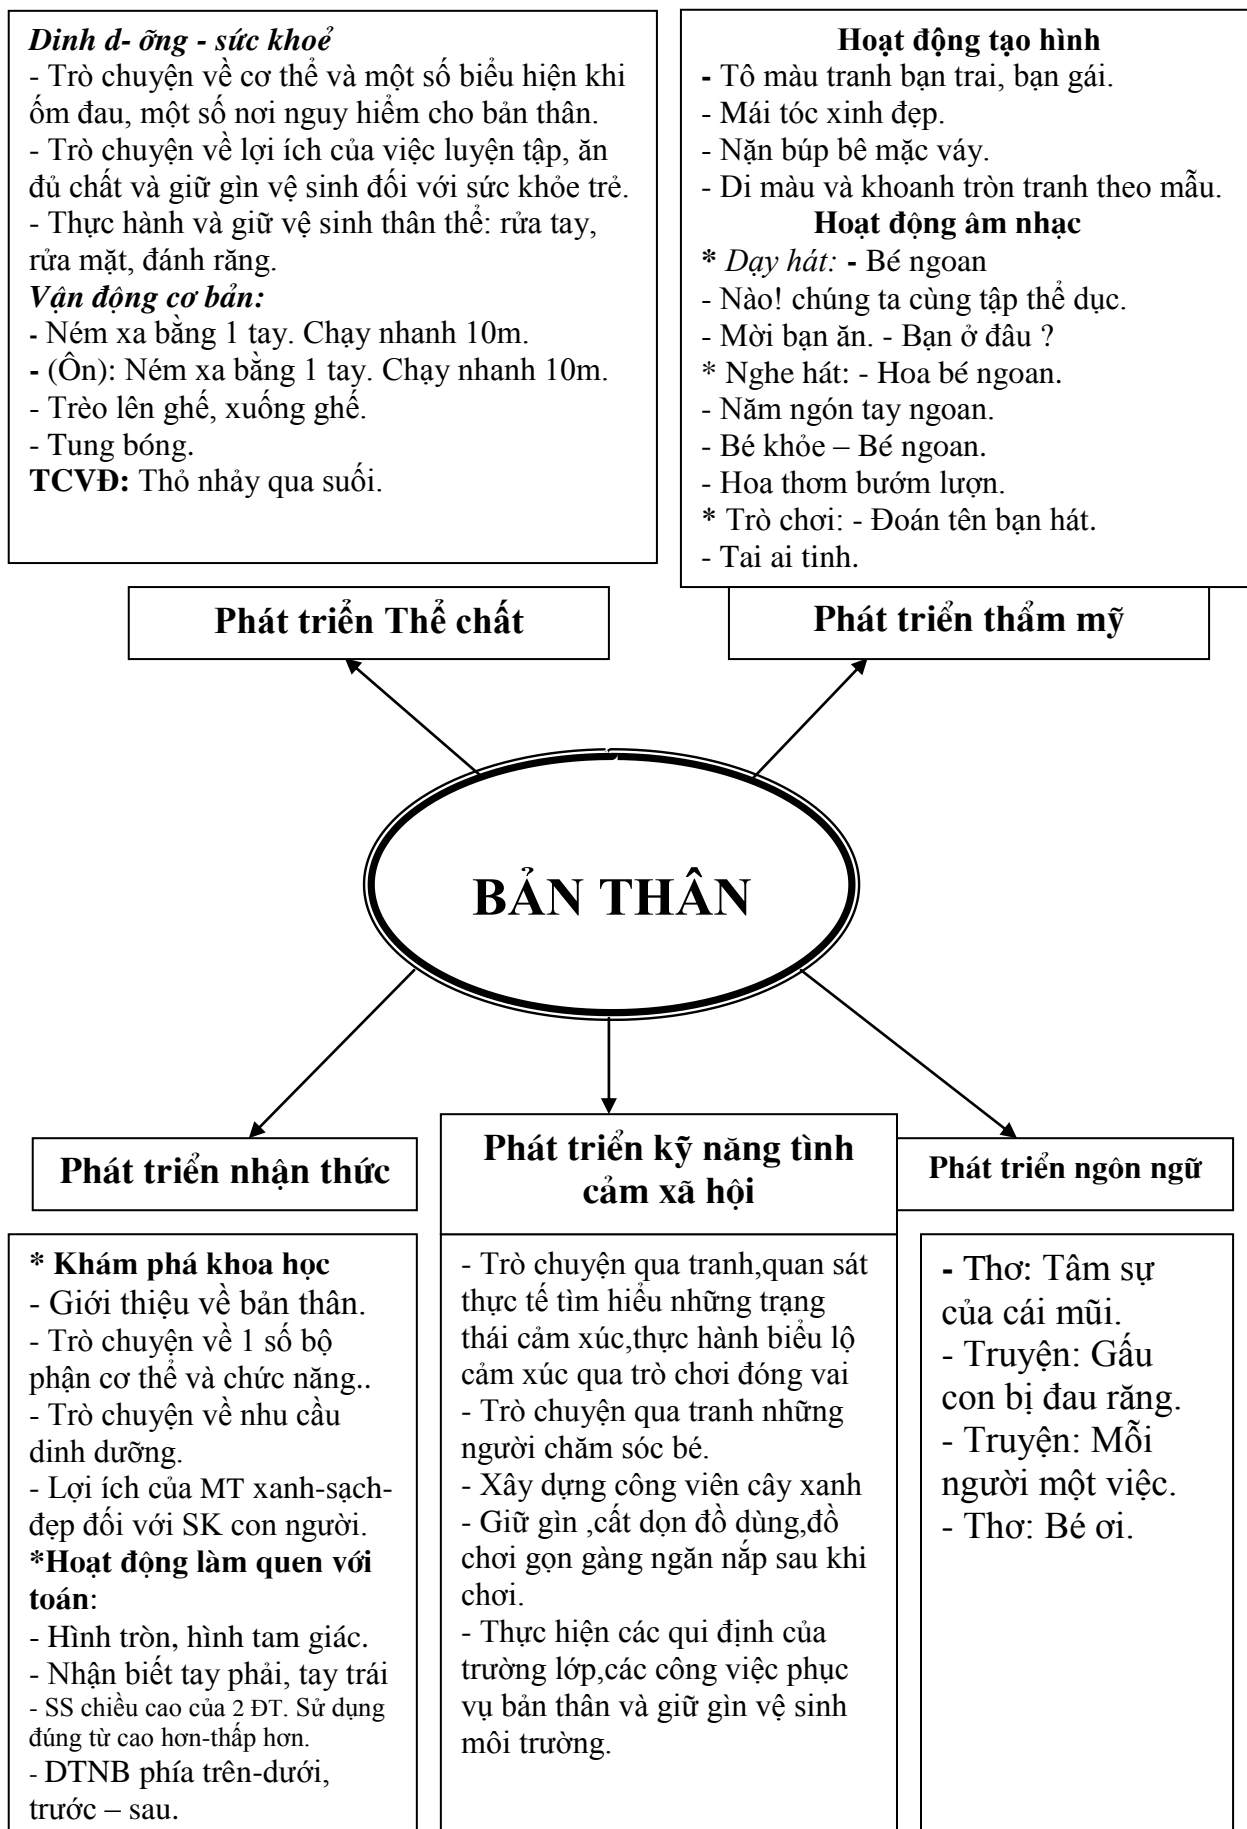 Dinh d- ỡng - sức khoẻ
- Trò chuyện về cơ thể và một số biểu hiện khi
ốm đau, một số nơi nguy hiểm cho bản thân.
- Trò chuyện về lợi ích của việc luyện tập, ăn
đủ chất và giữ gìn vệ sinh đối với sức khỏe trẻ.
- Thực hành và giữ vệ sinh thân thể: rửa tay,
rửa mặt, đánh răng.
Vận động cơ bản:
- Ném xa bằng 1 tay. Chạy nhanh 10m.
- (Ôn): Ném xa bằng 1 tay. Chạy nhanh 10m.
- Trèo lên ghế, xuống ghế.
- Tung bóng.
TCVĐ: Thỏ nhảy qua suối.
Hoạt động tạo hình
- Tô màu tranh bạn trai, bạn gái.
- Mái tóc xinh đẹp.
- Nặn búp bê mặc váy.
- Di màu và khoanh tròn tranh theo mẫu.
Hoạt động âm nhạc
* Dạy hát: - Bé ngoan
- Nào! chúng ta cùng tập thể dục.
- Mời bạn ăn. - Bạn ở đâu ?
* Nghe hát: - Hoa bé ngoan.
- Năm ngón tay ngoan.
- Bé khỏe – Bé ngoan.
- Hoa thơm bướm lượn.
* Trò chơi: - Đoán tên bạn hát.
- Tai ai tinh.
Phát triển Thể chất
Phát triển thẩm mỹ
BẢN THÂN
Phát triển nhận thức
Phát triển kỹ năng tình
cảm xã hội
Phát triển ngôn ngữ
* Khám phá khoa học
- Giới thiệu về bản thân.
- Trò chuyện về 1 số bộ
phận cơ thể và chức năng..
- Trò chuyện về nhu cầu
dinh dưỡng.
- Lợi ích của MT xanh-sạch-
đẹp đối với SK con người.
*Hoạt động làm quen với
toán:
- Hình tròn, hình tam giác.
- Nhận biết tay phải, tay trái
- SS chiều cao của 2 ĐT. Sử dụng
đúng từ cao hơn-thấp hơn.
- DTNB phía trên-dưới,
trước – sau.
- Trò chuyện qua tranh,quan sát
thực tế tìm hiểu những trạng
thái cảm xúc,thực hành biểu lộ
cảm xúc qua trò chơi đóng vai
- Trò chuyện qua tranh những
người chăm sóc bé.
- Xây dựng công viên cây xanh
- Giữ gìn ,cất dọn đồ dùng,đồ
chơi gọn gàng ngăn nắp sau khi
chơi.
- Thực hiện các qui định của
trường lớp,các công việc phục
vụ bản thân và giữ gìn vệ sinh
môi trường.
- Thơ: Tâm sự
của cái mũi.
- Truyện: Gấu
con bị đau răng.
- Truyện: Mỗi
người một việc.
- Thơ: Bé ơi.